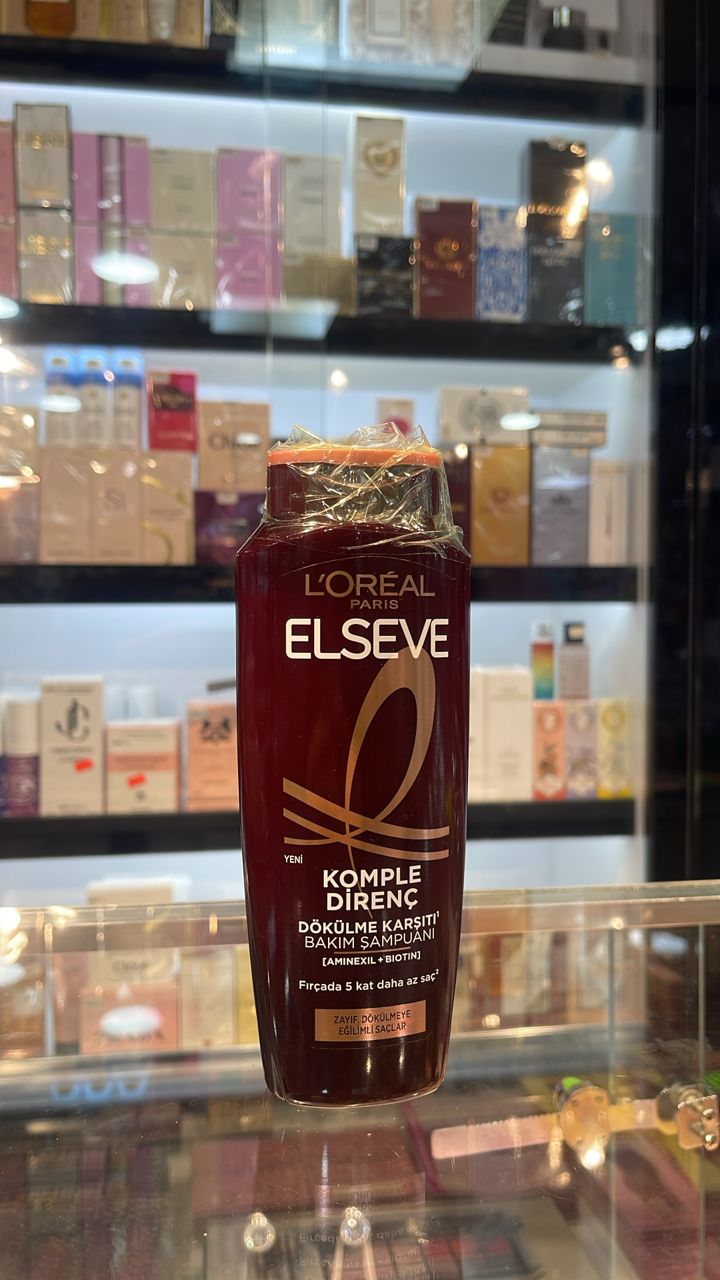 L'ORÉAL
PARIS
ELSEVE
YENİ
KOMPLE
DİRENÇ
DÖKÜLME KARŞITI¹
BAKIM ŞAMPUANI
[AMINEXIL + BIOTIN]
Fırçada 5 kat daha az saç²
ZAYIF, DÖKÜLMEYE
EĞİLİMLİ SAÇLAR